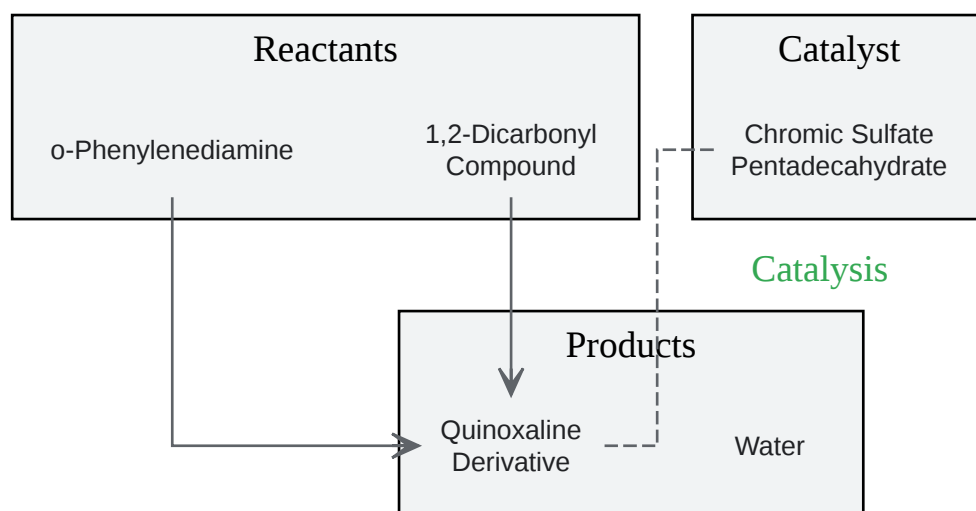 Reactants
Catalyst
o-Phenylenediamine
1,2-Dicarbonyl
Compound
Chromic Sulfate
Pentadecahydrate
Catalysis
Products
Quinoxaline
Derivative
Water